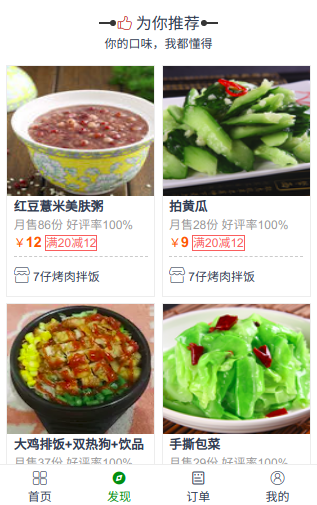 为你推荐
你的口味，我都懂得
红豆薏米美肤粥
月售86份 好评率100%
￥12 满20减12
7仔烤肉拌饭
拍黄瓜
月售28份 好评率100%
￥9 满20减12
7仔烤肉拌饭
大鸡排饭+双热狗+饮品
月售37份 好评率100%
手撕包菜
月售29份 好评率100%
首页
发现
订单
我的